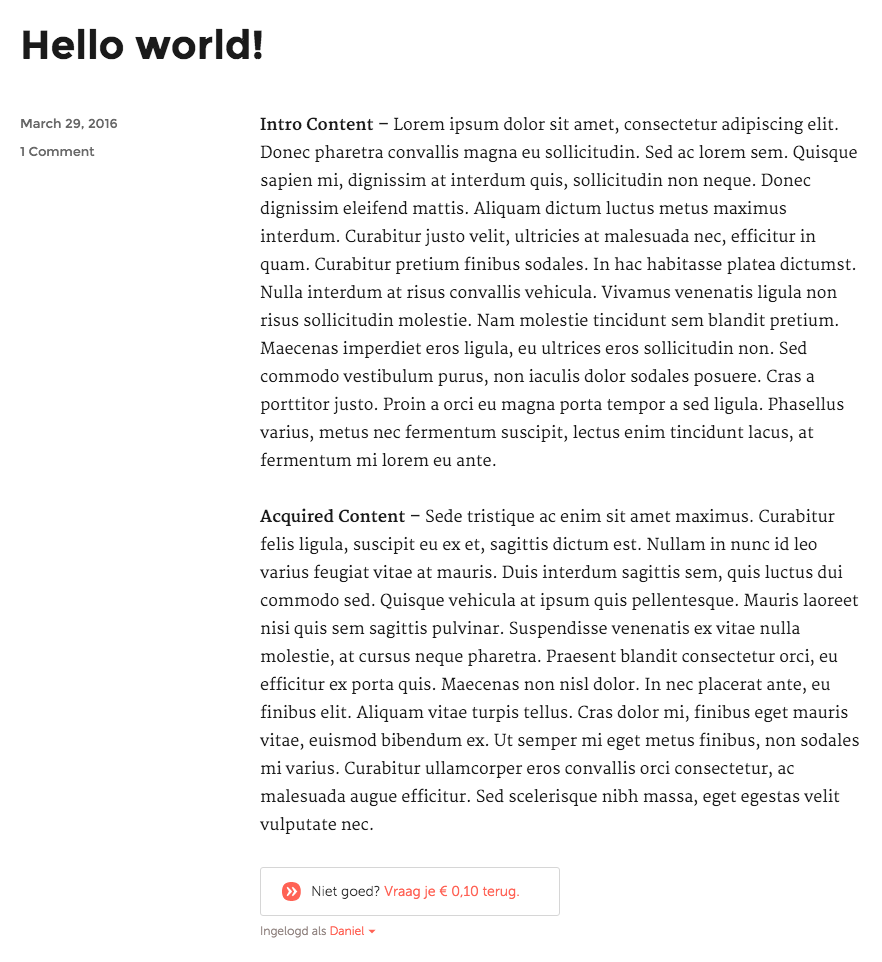 Hello world!
March 29, 2016
1 Comment
Intro Content – Lorem ipsum dolor sit amet, consectetur adipiscing elit.
Donec pharetra convallis magna eu sollicitudin. Sed ac lorem sem. Quisque
sapien mi, dignissim at interdum quis, sollicitudin non neque. Donec
dignissim eleifend mattis. Aliquam dictum luctus metus maximus
interdum. Curabitur justo velit, ultricies at malesuada nec, efficitur in
quam. Curabitur pretium finibus sodales. In hac habitasse platea dictumst.
Nulla interdum at risus convallis vehicula. Vivamus venenatis ligula non
risus sollicitudin molestie. Nam molestie tincidunt sem blandit pretium.
Maecenas imperdiet eros ligula, eu ultrices eros sollicitudin non. Sed
commodo vestibulum purus, non iaculis dolor sodales posuere. Cras a
porttitor justo. Proin a orci eu magna porta tempor a sed ligula. Phasellus
varius, metus nec fermentum suscipit, lectus enim tincidunt lacus, at
fermentum mi lorem eu ante.
Acquired Content – Sede tristique ac enim sit amet maximus. Curabitur
felis ligula, suscipit eu ex et, sagittis dictum est. Nullam in nunc id leo
varius feugiat vitae at mauris. Duis interdum sagittis sem, quis luctus dui
commodo sed. Quisque vehicula at ipsum quis pellentesque. Mauris laoreet
nisi quis sem sagittis pulvinar. Suspendisse venenatis ex vitae nulla
molestie, at cursus neque pharetra. Praesent blandit consectetur orci, eu
efficitur ex porta quis. Maecenas non nisl dolor. In nec placerat ante, eu
finibus elit. Aliquam vitae turpis tellus. Cras dolor mi, finibus eget mauris
vitae, euismod bibendum ex. Ut semper mi eget metus finibus, non sodales
mi varius. Curabitur ullamcorper eros convallis orci consectetur, ac
malesuada augue efficitur. Sed scelerisque nibh massa, eget egestas velit
vulputate nec.
Niet goed? Vraag je € 0,10 terug.
Ingelogd als Daniel